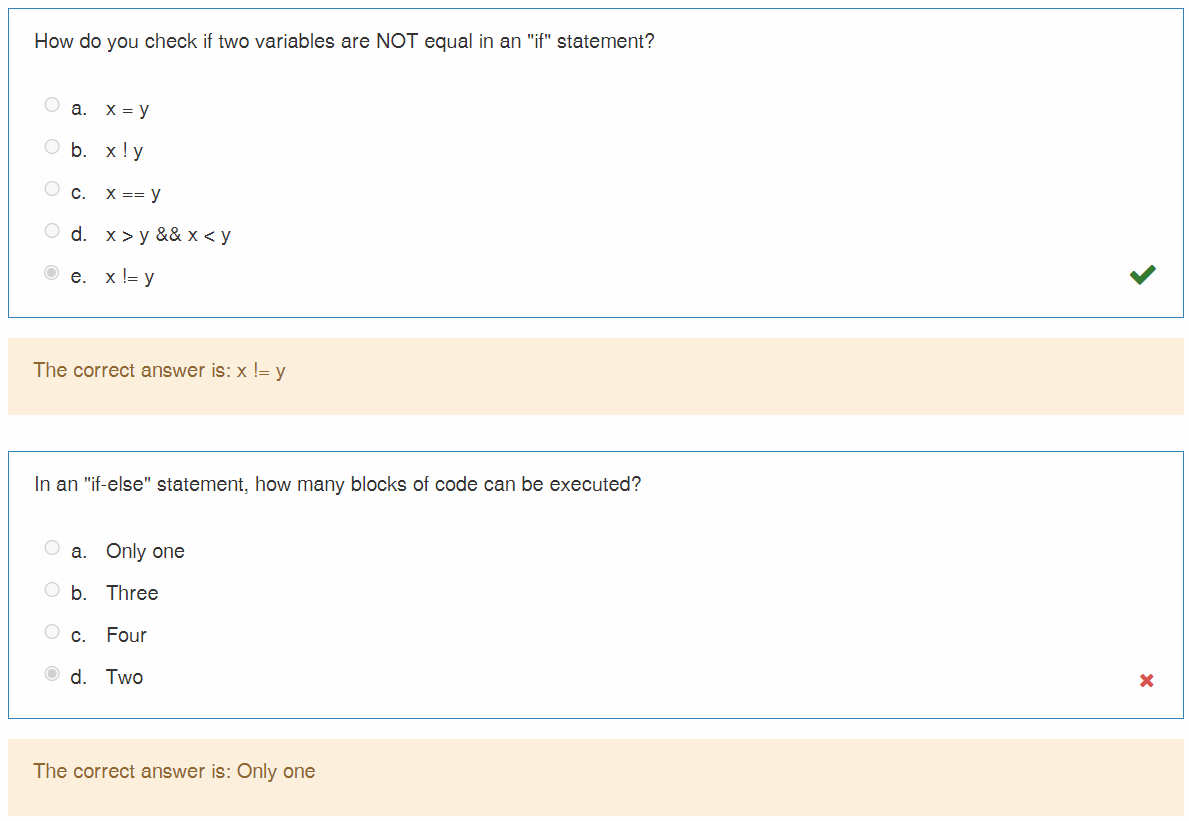 How do you check if two variables are NOT equal in an "if" statement?
a. x = y
b. x ! y
c. x == y
d. x > y && x < y
e. x != y
The correct answer is: x != y
In an "if-else" statement, how many blocks of code can be executed?
a. Only one
b. Three
c. Four
d. Two
The correct answer is: Only one